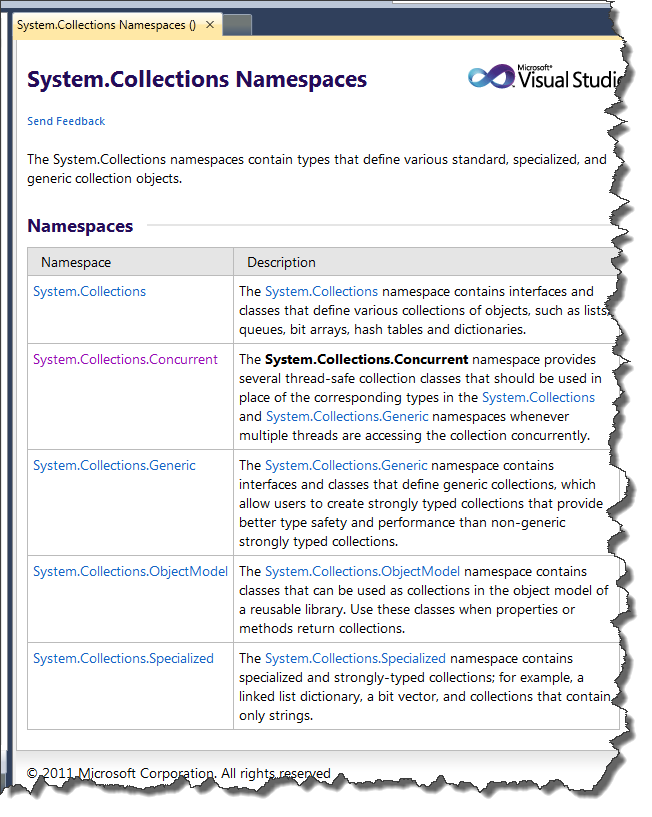 System.Collections Namespaces () ×
System.Collections Namespaces
Microsoft®
Visual Studio
Send Feedback
The System.Collections namespaces contain types that define various standard, specialized, and
generic collection objects.
Namespaces
Namespace Description
System.Collections
The System.Collections namespace contains interfaces and
classes that define various collections of objects, such as lists,
queues, bit arrays, hash tables and dictionaries.
System.Collections.Concurrent
The System.Collections.Concurrent namespace provides
several thread-safe collection classes that should be used in
place of the corresponding types in the System.Collections
and System.Collections.Generic namespaces whenever
multiple threads are accessing the collection concurrently.
System.Collections.Generic
The System.Collections.Generic namespace contains
interfaces and classes that define generic collections, which
allow users to create strongly typed collections that provide
better type safety and performance than non-generic
strongly typed collections.
System.Collections.ObjectModel
The System.Collections.ObjectModel namespace contains
classes that can be used as collections in the object model of
a reusable library. Use these classes when properties or
methods return collections.
System.Collections.Specialized
The System.Collections.Specialized namespace contains
specialized and strongly-typed collections; for example, a
linked list dictionary, a bit vector, and collections that contain
only strings.
© 2011 Microsoft Corporation. All rights reserved